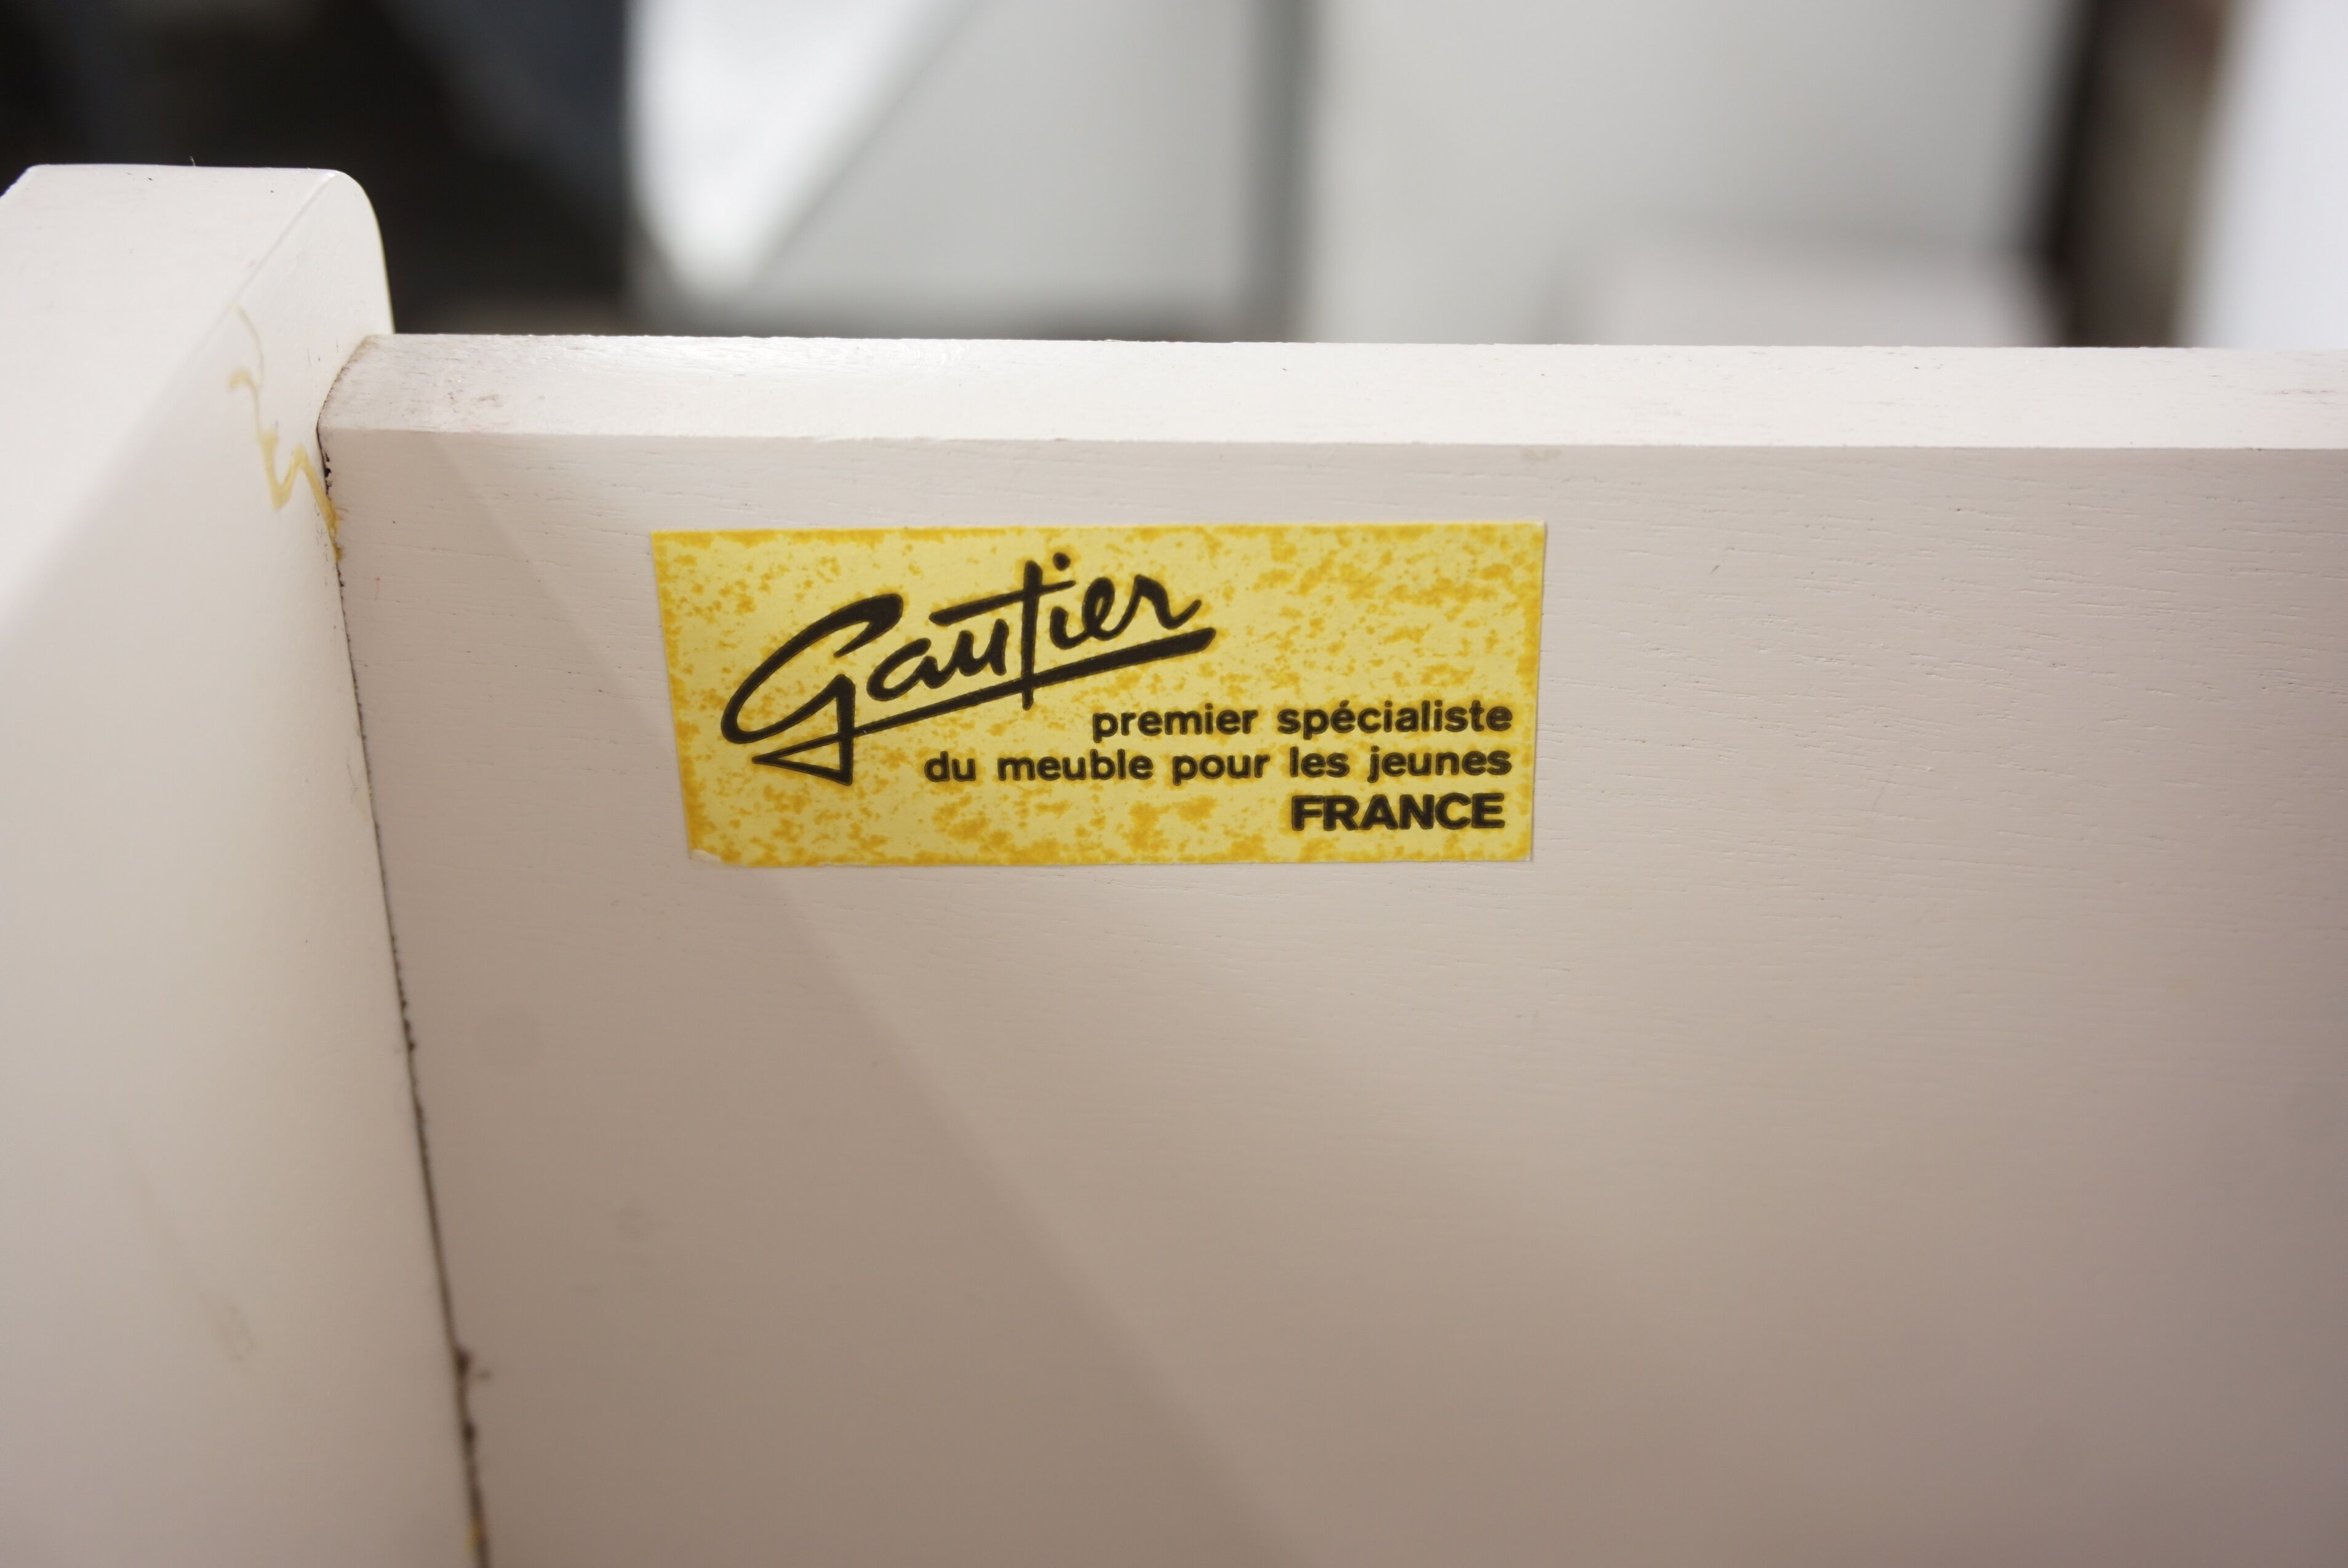 Gautier
premier spécialiste
du meuble pour les jeunes
FRANCE